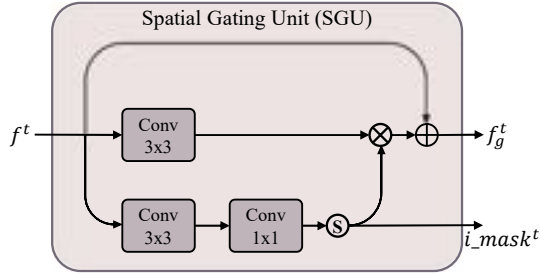 Spatial Gating Unit (SGU)
f^t
Conv
3x3
f_g^t
Conv
3x3
Conv
1x1
S
i_mask^t